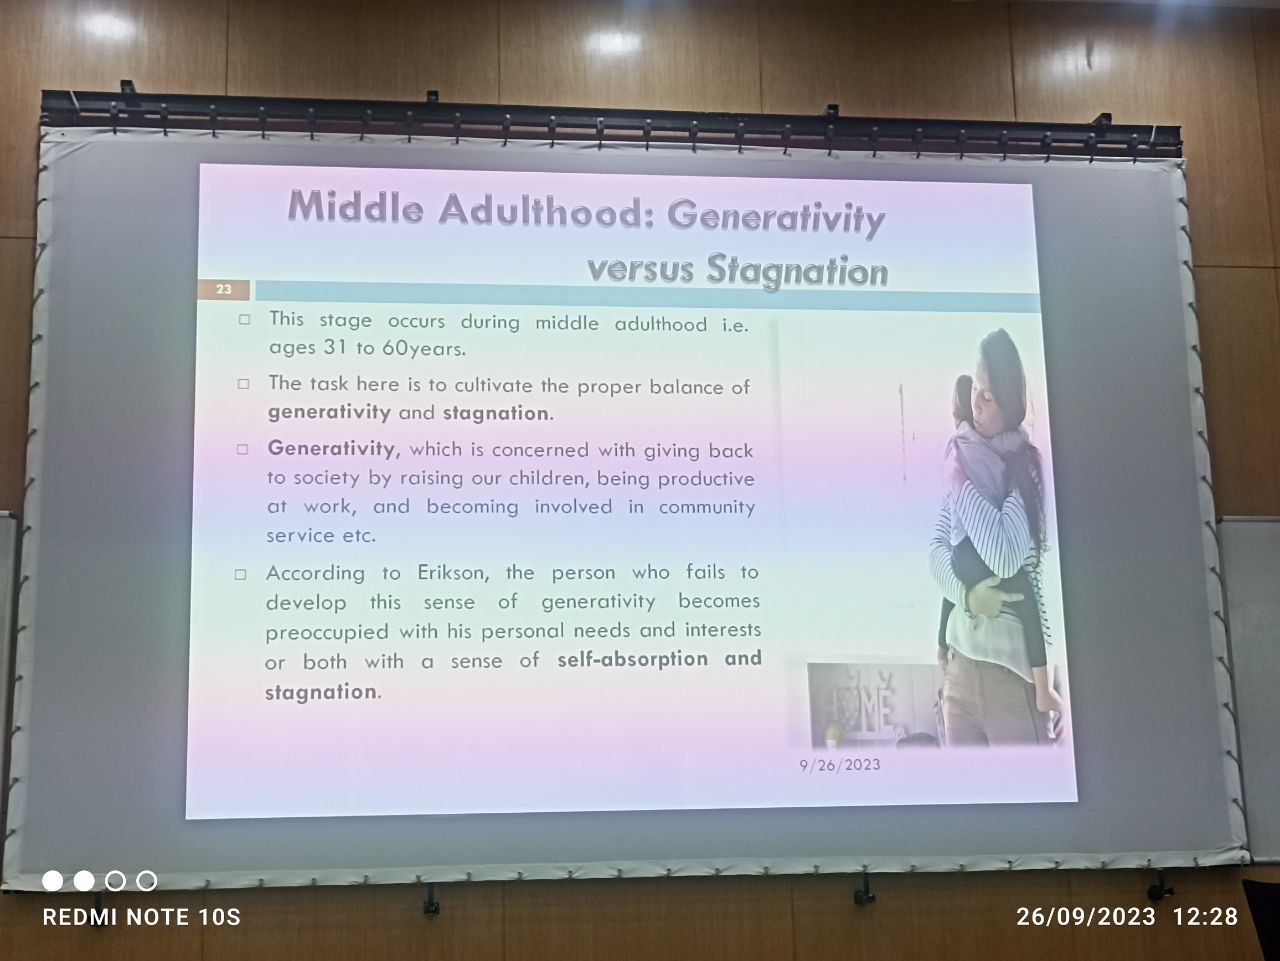 Middle Adulthood: Generativity
versus Stagnation
23
This stage occurs during middle adulthood i.e.
ages 31 to 60years.
The task here is to cultivate the proper balance of
generativity and stagnation.
Generativity, which is concerned with giving back
to society by raising our children, being productive
at work, and becoming involved in community
service etc.
According to Erikson, the person who fails to
develop this sense of generativity becomes
preoccupied with his personal needs and interests
or both with a sense of self-absorption and
stagnation.
HOME
9/26/2023
REDMI NOTE 10S
26/09/2023 12:28